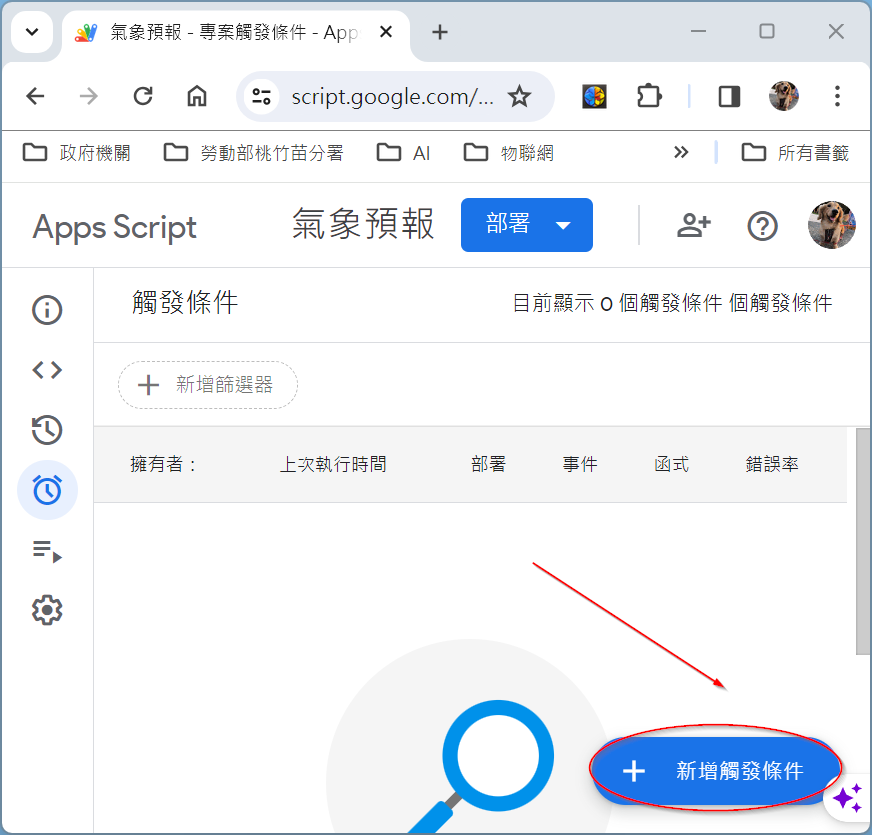 氣象預報 - 專案觸發條件 - App
script.google.com/...
政府機關 勞動部桃竹苗分署 AI 物聯網 所有書籤
Apps Script 氣象預報 部署
觸發條件 目前顯示 0 個觸發條件 個觸發條件
新增篩選器
擁有者： 上次執行時間 部署 事件 函式 錯誤率
新增觸發條件